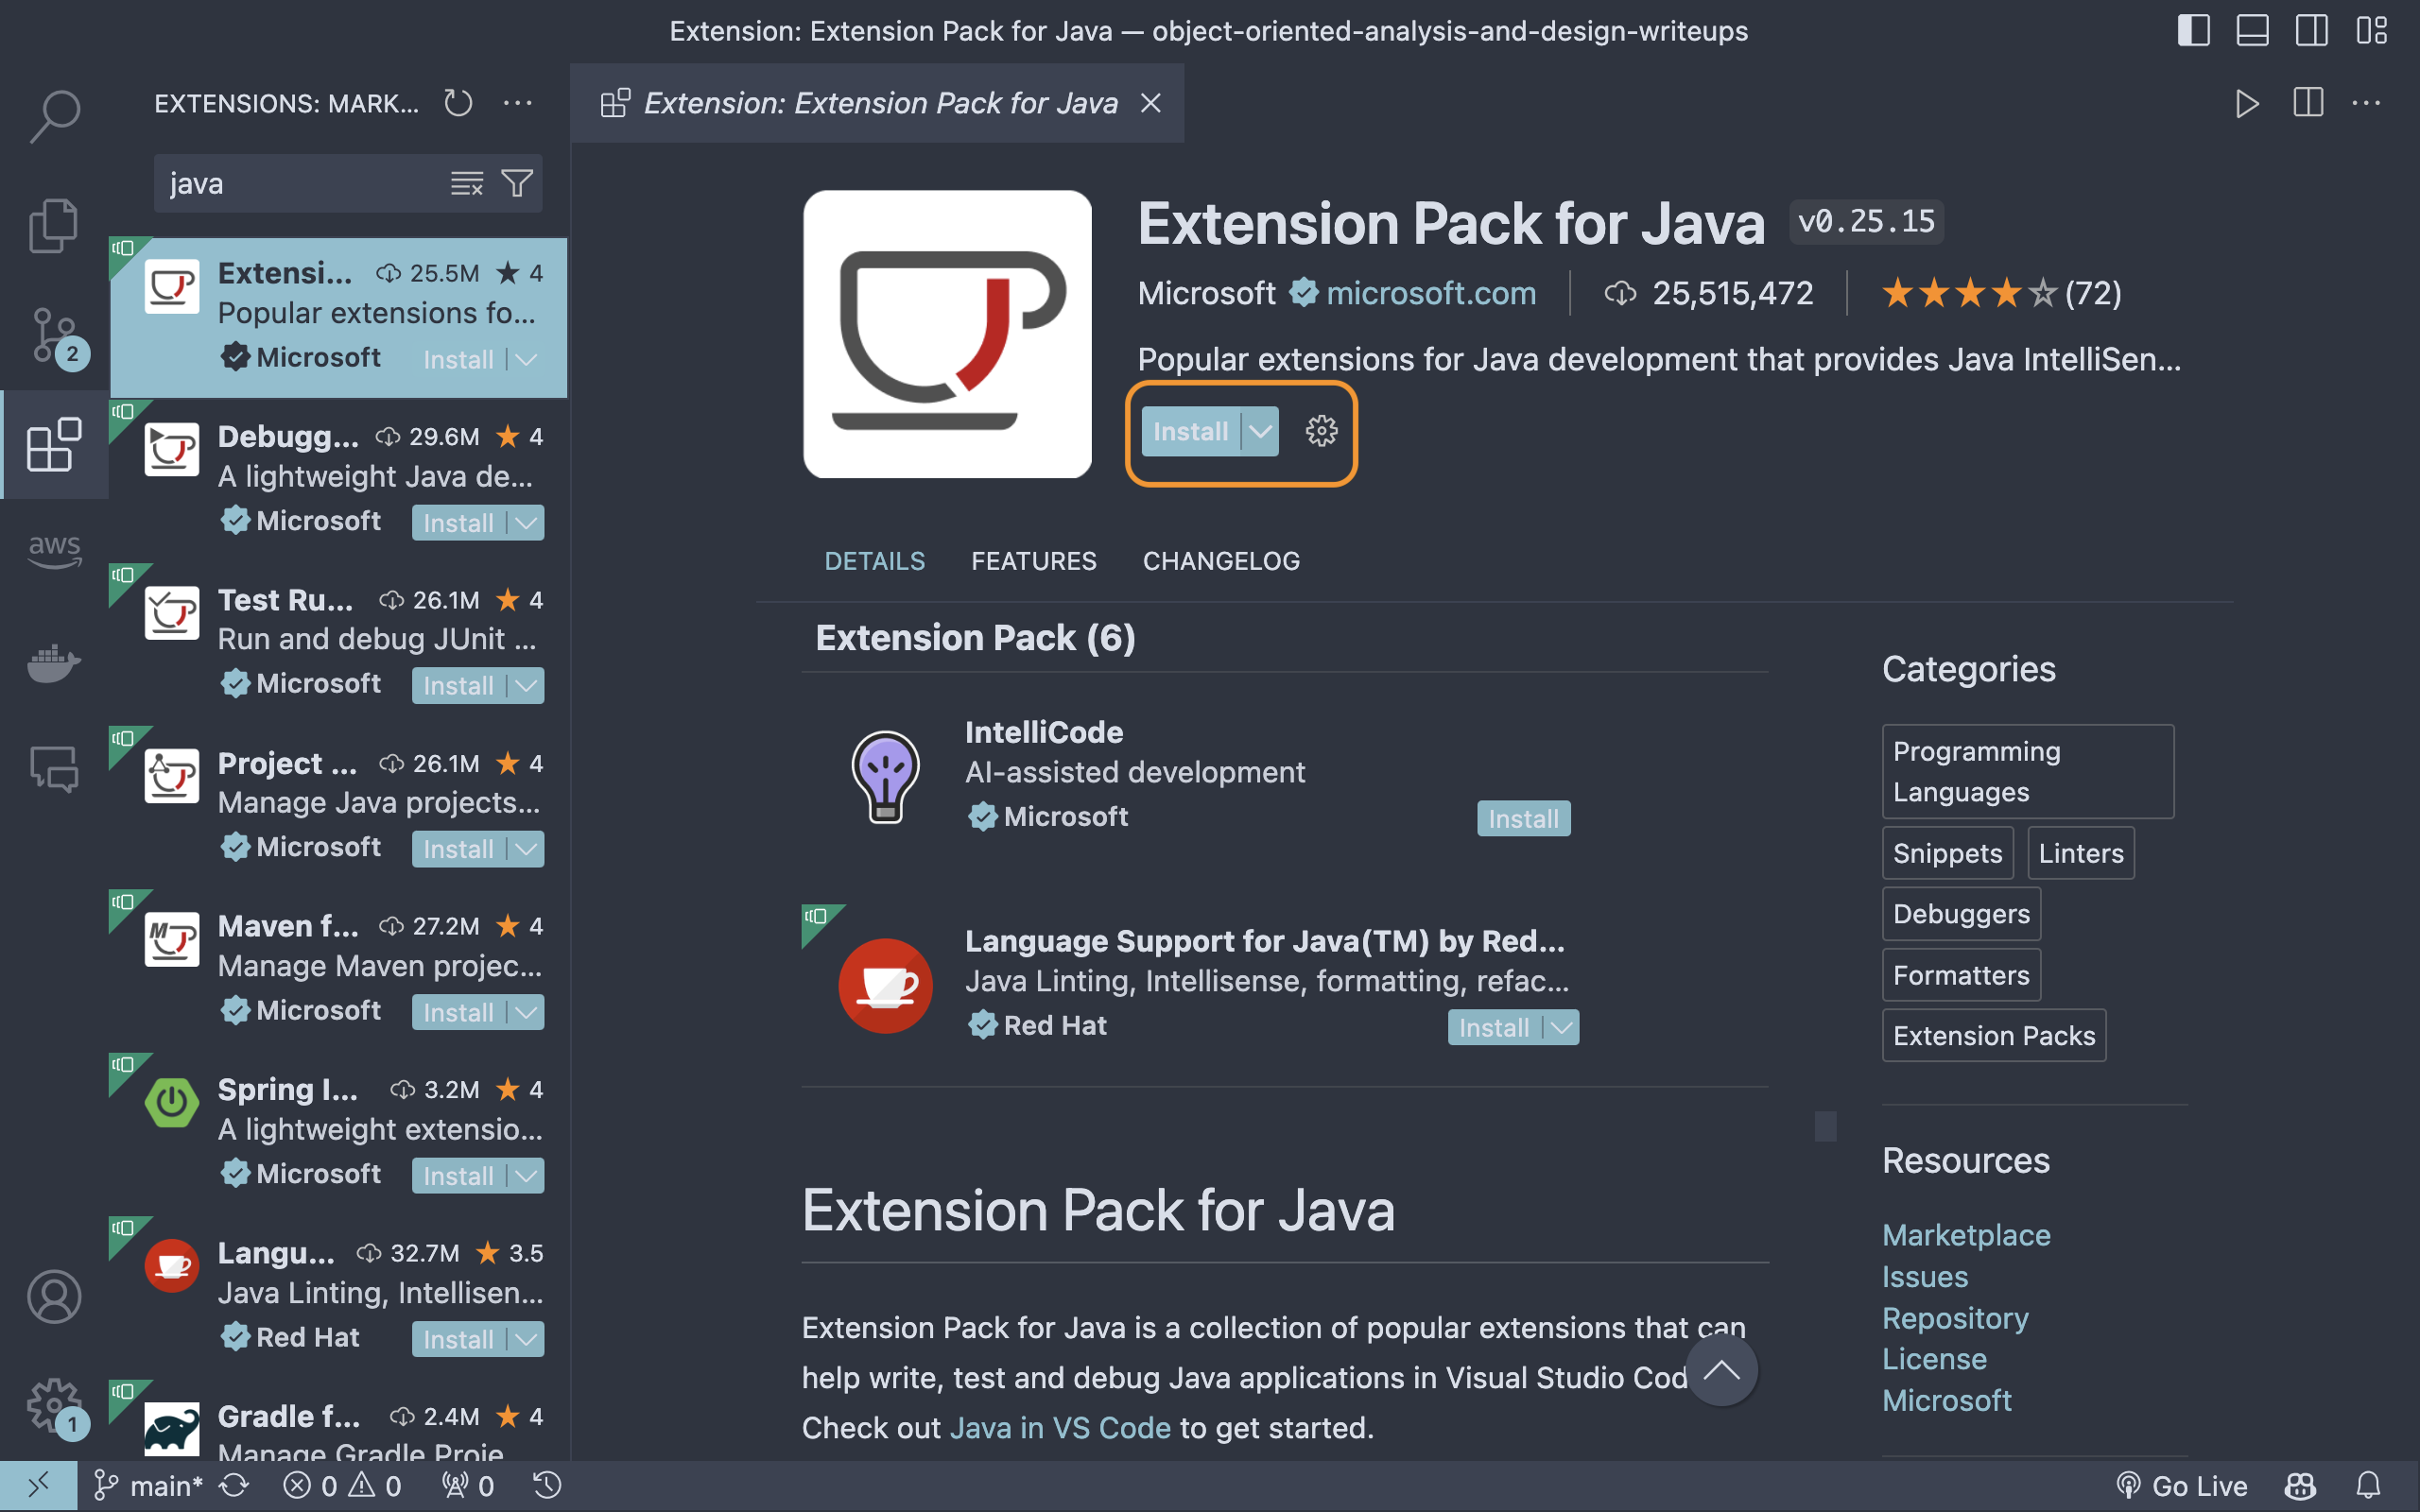 Extension: Extension Pack for Java — object-oriented-analysis-and-design-writeups
EXTENSIONS: MARK...
Extension: Extension Pack for Java
java
Extensi... 25.5M 4
Popular extensions fo...
Microsoft Install
Debugg... 29.6M 4
A lightweight Java de...
Microsoft Install
Test Ru... 26.1M 4
Run and debug JUnit ...
Microsoft Install
Project ... 26.1M 4
Manage Java projects...
Microsoft Install
Maven f... 27.2M 4
Manage Maven projec...
Microsoft Install
Spring I... 3.2M 4
A lightweight extensio...
Microsoft Install
Langu... 32.7M 3.5
Java Linting, Intellisen...
Red Hat Install
Gradle f... 2.4M 4
Manage Gradle Proje
2
aws
1
Extension Pack for Java v0.25.15
Microsoft microsoft.com 25,515,472 (72)
Popular extensions for Java development that provides Java IntelliSen...
Install
DETAILS FEATURES CHANGELOG
Extension Pack (6)
IntelliCode
AI-assisted development
Microsoft Install
Language Support for Java(TM) by Red...
Java Linting, Intellisense, formatting, refac...
Red Hat Install
Extension Pack for Java
Extension Pack for Java is a collection of popular extensions that can
help write, test and debug Java applications in Visual Studio Cod
Check out Java in VS Code to get started.
Categories
Programming
Languages
Snippets Linters
Debuggers
Formatters
Extension Packs
Resources
Marketplace
Issues
Repository
License
Microsoft
main* 0 0 0 Go Live